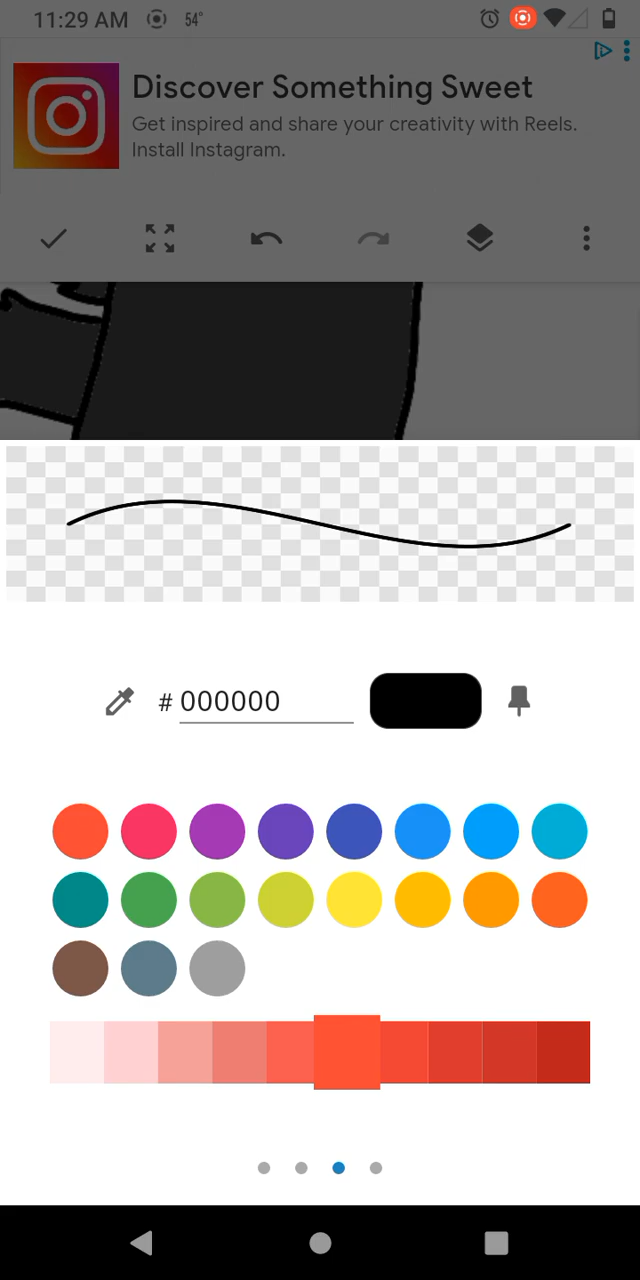 11:29 AM 54°
Discover Something Sweet
Get inspired and share your creativity with Reels.
Install Instagram.
# 000000